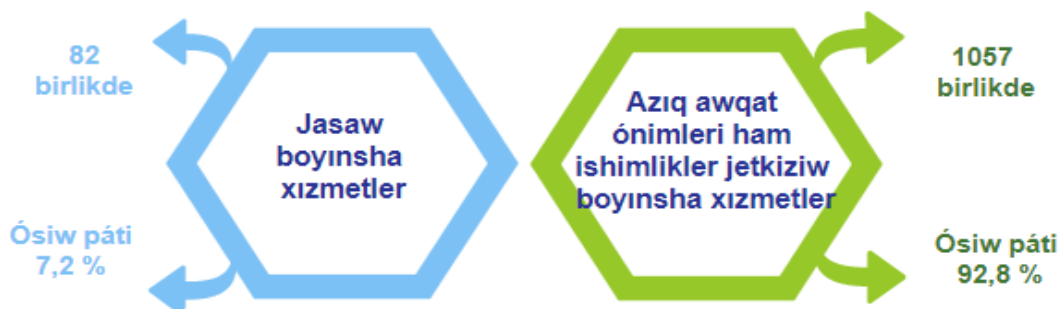 82
birlikde
Jasaw
boyınsha
xızmetler
Ósiw páti
7,2 %
Azıq awqat
ónimleri ham
ishimlikler jetkiziw
boyınsha xızmetler
1057
birlikde
Ósiw páti
92,8 %